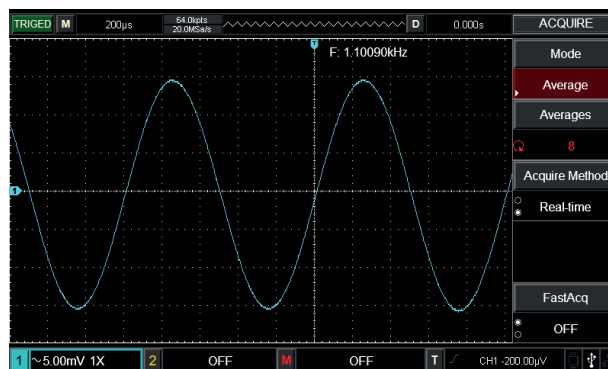 TRIGED M 200µs 64.0kpts D 0.000s ACQUIRE
20.0MSa/s
T
F: 1.10090kHz
Mode
Average
Averages
8
1
Acquire Method
Real-time
FastAcq
OFF
1 ~5.00mV 1X 2 OFF M OFF T CH1 -200.00µV